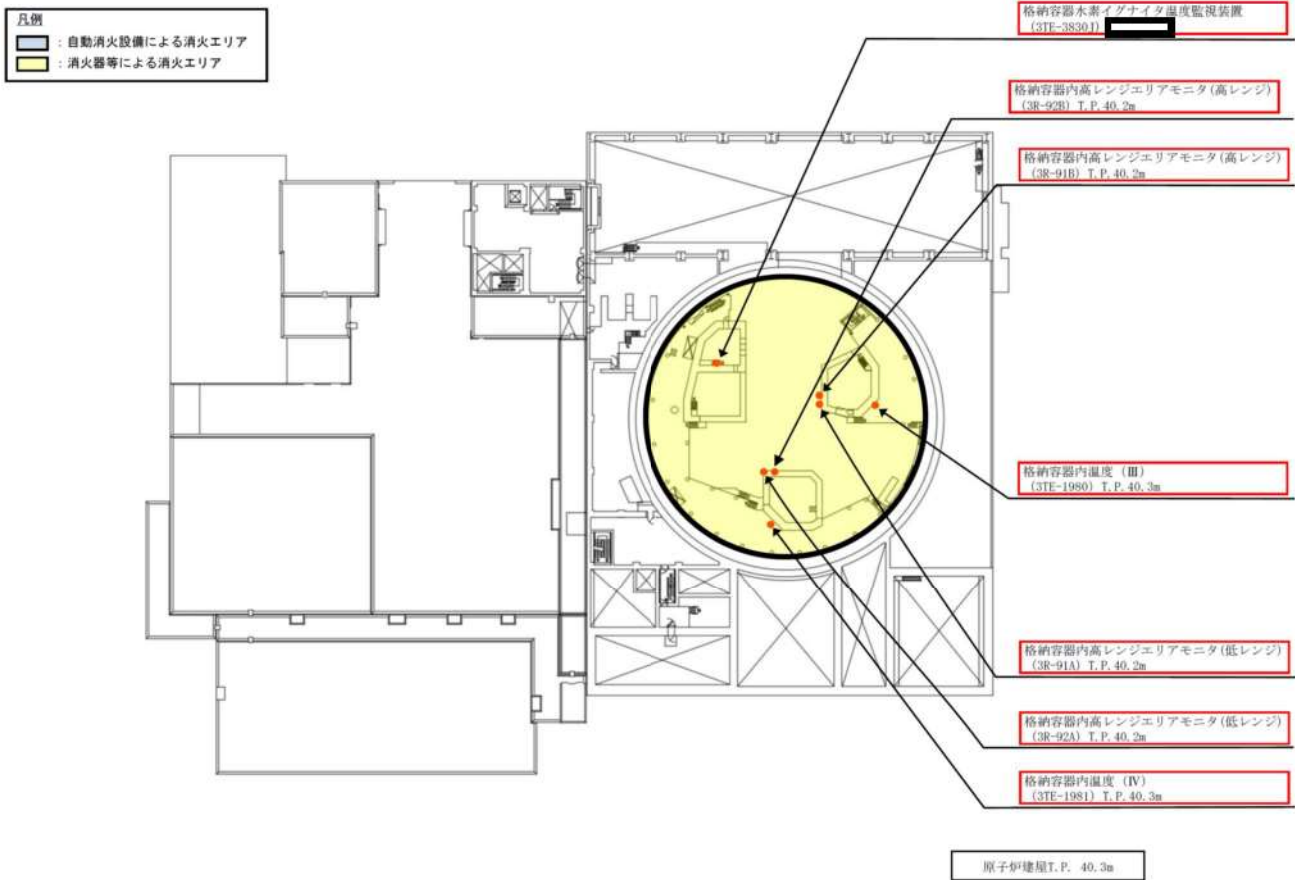 凡例
：自動消火設備による消火エリア
：消火器等による消火エリア
格納容器水素イグナイタ温度監視装置
(3TE-3830J)
格納容器内高レンジエリアモニタ(高レンジ)
(3R-92B) T.P.40.2m
格納容器内高レンジエリアモニタ(高レンジ)
(3R-91B) T.P.40.2m
格納容器内温度 (Ⅲ)
(3TE-1980) T.P.40.3m
格納容器内高レンジエリアモニタ(低レンジ)
(3R-91A) T.P.40.2m
格納容器内高レンジエリアモニタ(低レンジ)
(3R-92A) T.P.40.2m
格納容器内温度 (Ⅳ)
(3TE-1981) T.P.40.3m
原子炉建屋T.P. 40.3m